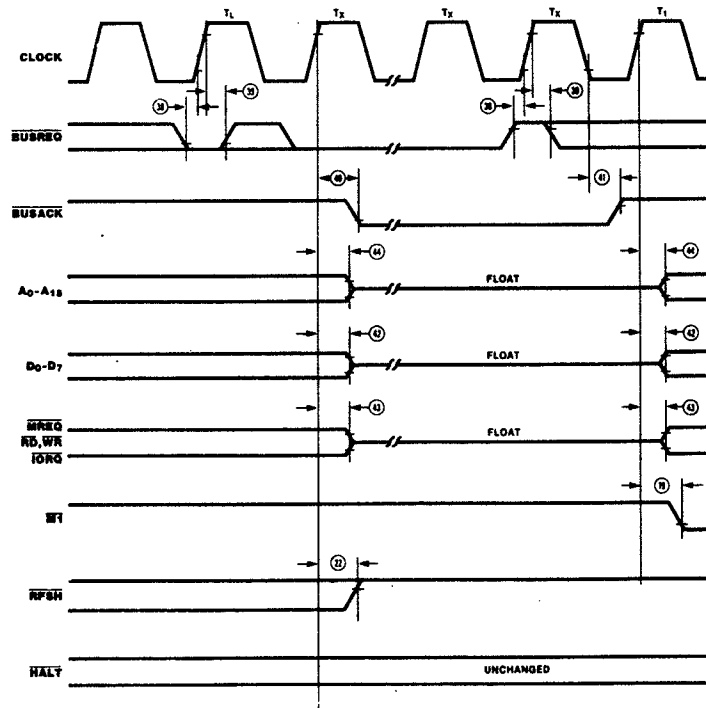 TL TX TX TX T1
CLOCK
38 39 38 39
BUSREQ
40 41
BUSACK
44 44
A0-A15 FLOAT
42 42
D0-D7 FLOAT
43 43
MREQ
RD, WR FLOAT
IORQ
19
M1
22
RFSH
HALT UNCHANGED